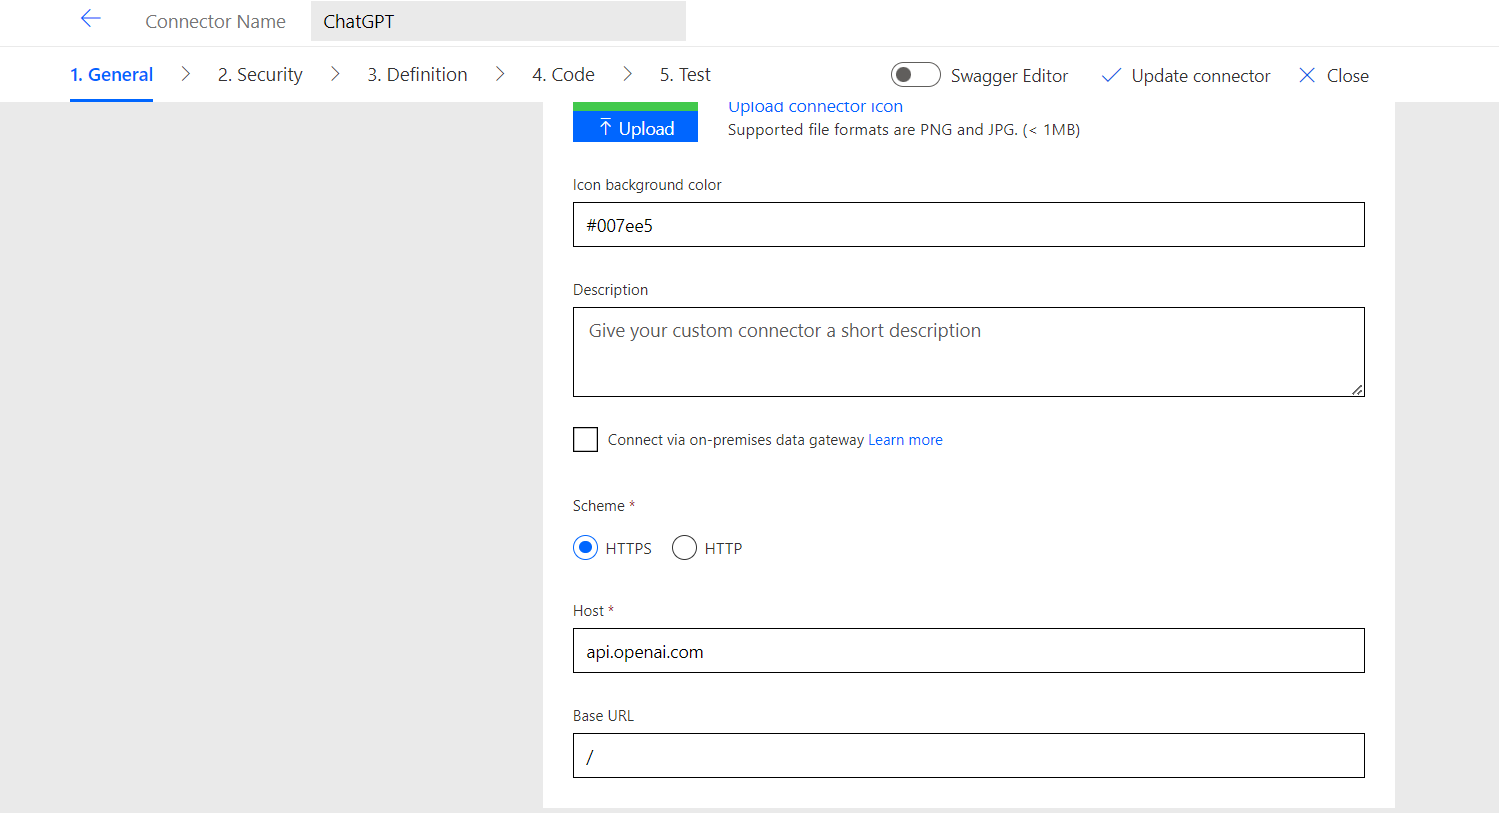 Connector Name ChatGPT
1. General 2. Security 3. Definition 4. Code 5. Test Swagger Editor Update connector Close
Upload connector icon
Upload Supported file formats are PNG and JPG. (< 1MB)
Icon background color
#007ee5
Description
Give your custom connector a short description
Connect via on-premises data gateway Learn more
Scheme *
HTTPS HTTP
Host *
api.openai.com
Base URL
/